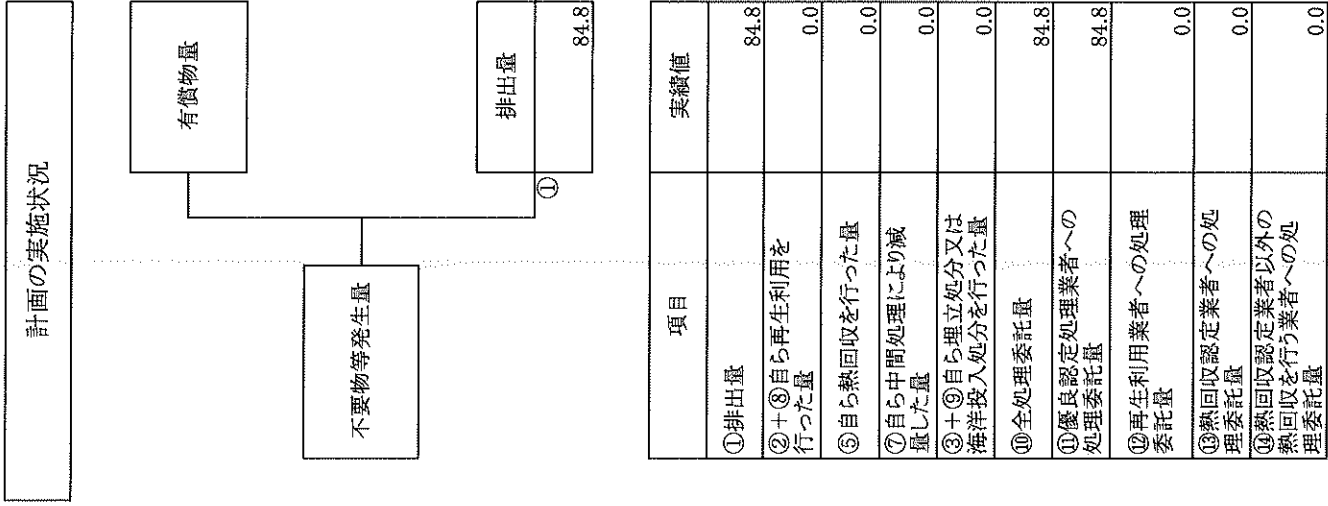 計画の実施状況
不要物等発生量
有償物量
排出量
①
84.8
項目
実績値
①排出量
84.8
②+⑧自ら再生利用を
行った量
0.0
⑤自ら熱回収を行った量
0.0
⑦自ら中間処理により減
量した量
0.0
③+⑨自ら埋立処分又は
海洋投入処分を行った量
0.0
⑩全処理委託量
84.8
⑪優良認定処理業者への
処理委託量
84.8
⑫再生利用業者への処理
委託量
0.0
⑬熱回収認定業者への処
理委託量
0.0
⑭熱回収認定業者以外の
熱回収を行う業者への処
理委託量
0.0